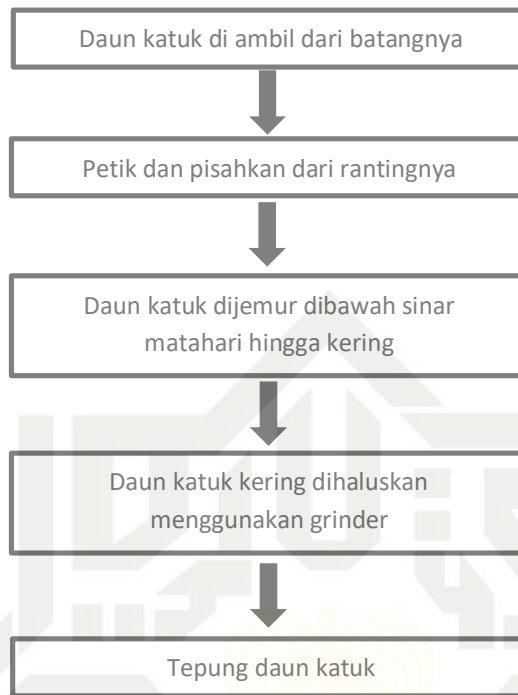 Daun katuk di ambil dari batangnya
Petik dan pisahkan dari rantingnya
Daun katuk dijemur dibawah sinar
matahari hingga kering
Daun katuk kering dihaluskan
menggunakan grinder
Tepung daun katuk